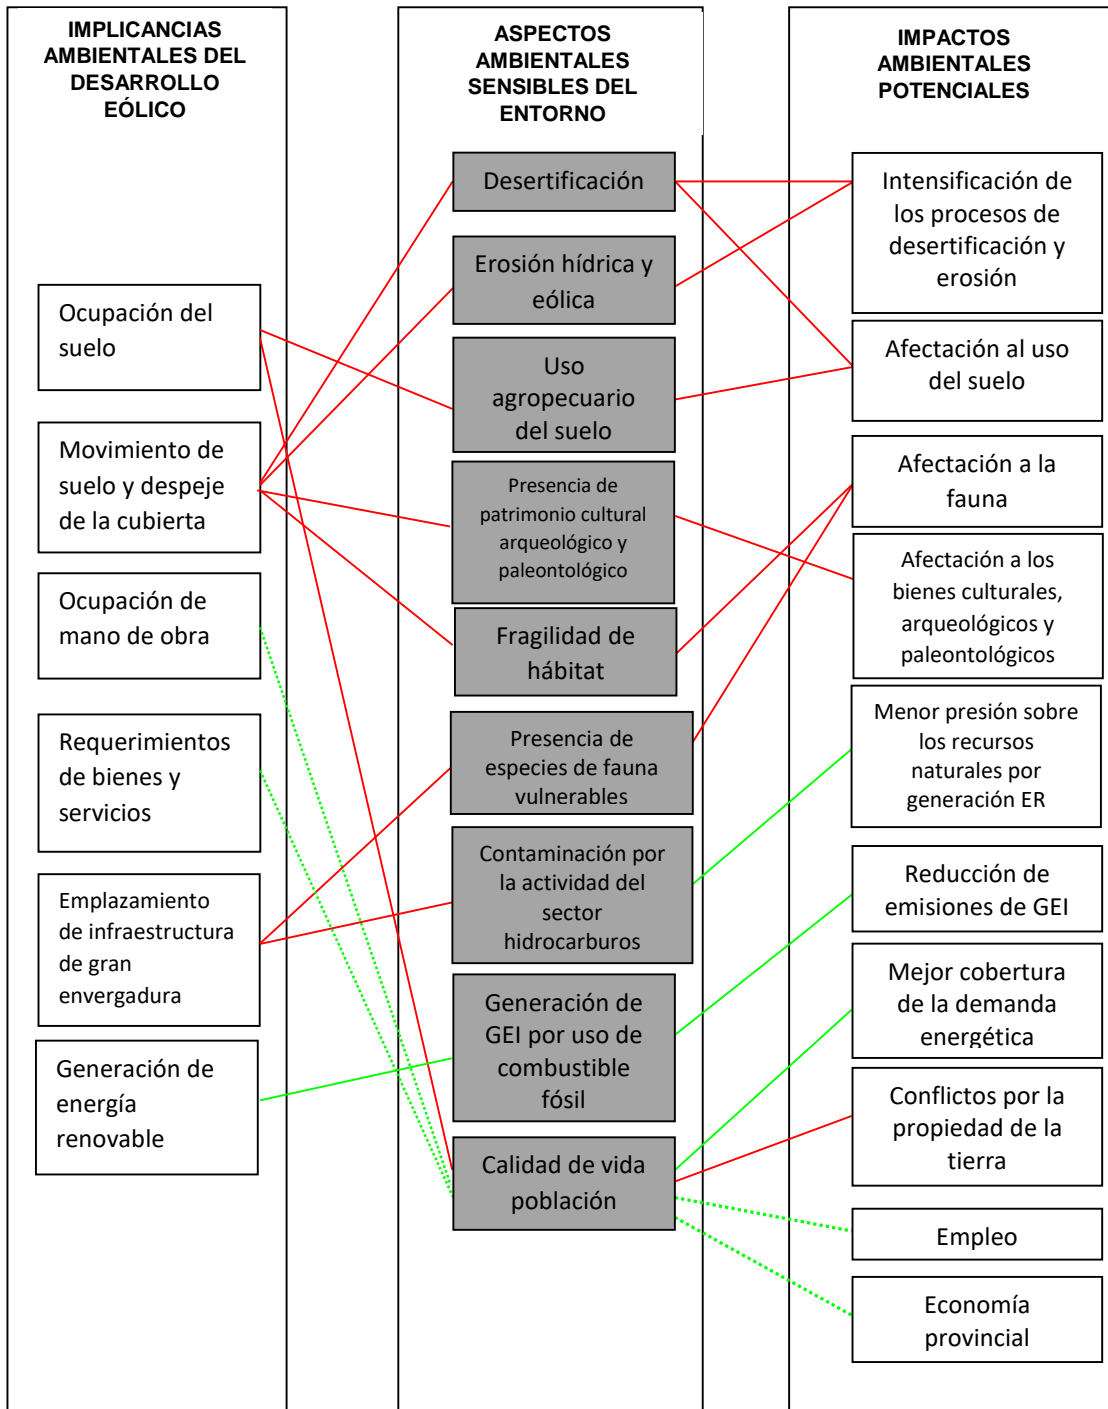 IMPLICANCIAS
AMBIENTALES DEL
DESARROLLO
EÓLICO
Ocupación del
suelo
Movimiento de
suelo y despeje
de la cubierta
Ocupación de
mano de obra
Requerimientos
de bienes y
servicios
Emplazamiento
de infraestructura
de gran
envergadura
Generación de
energía
renovable
ASPECTOS
AMBIENTALES
SENSIBLES DEL
ENTORNO
Desertificación
Erosión hídrica y
eólica
Uso
agropecuario
del suelo
Presencia de
patrimonio cultural
arqueológico y
paleontológico
Fragilidad de
hábitat
Presencia de
especies de fauna
vulnerables
Contaminación por
la actividad del
sector
hidrocarburos
Generación de
GEI por uso de
combustible
fósil
Calidad de vida
población
IMPACTOS
AMBIENTALES
POTENCIALES
Intensificación de
los procesos de
desertificación y
erosión
Afectación al uso
del suelo
Afectación a la
fauna
Afectación a los
bienes culturales,
arqueológicos y
paleontológicos
Menor presión sobre
los recursos
naturales por
generación ER
Reducción de
emisiones de GEI
Mejor cobertura
de la demanda
energética
Conflictos por la
propiedad de la
tierra
Empleo
Economía
provincial